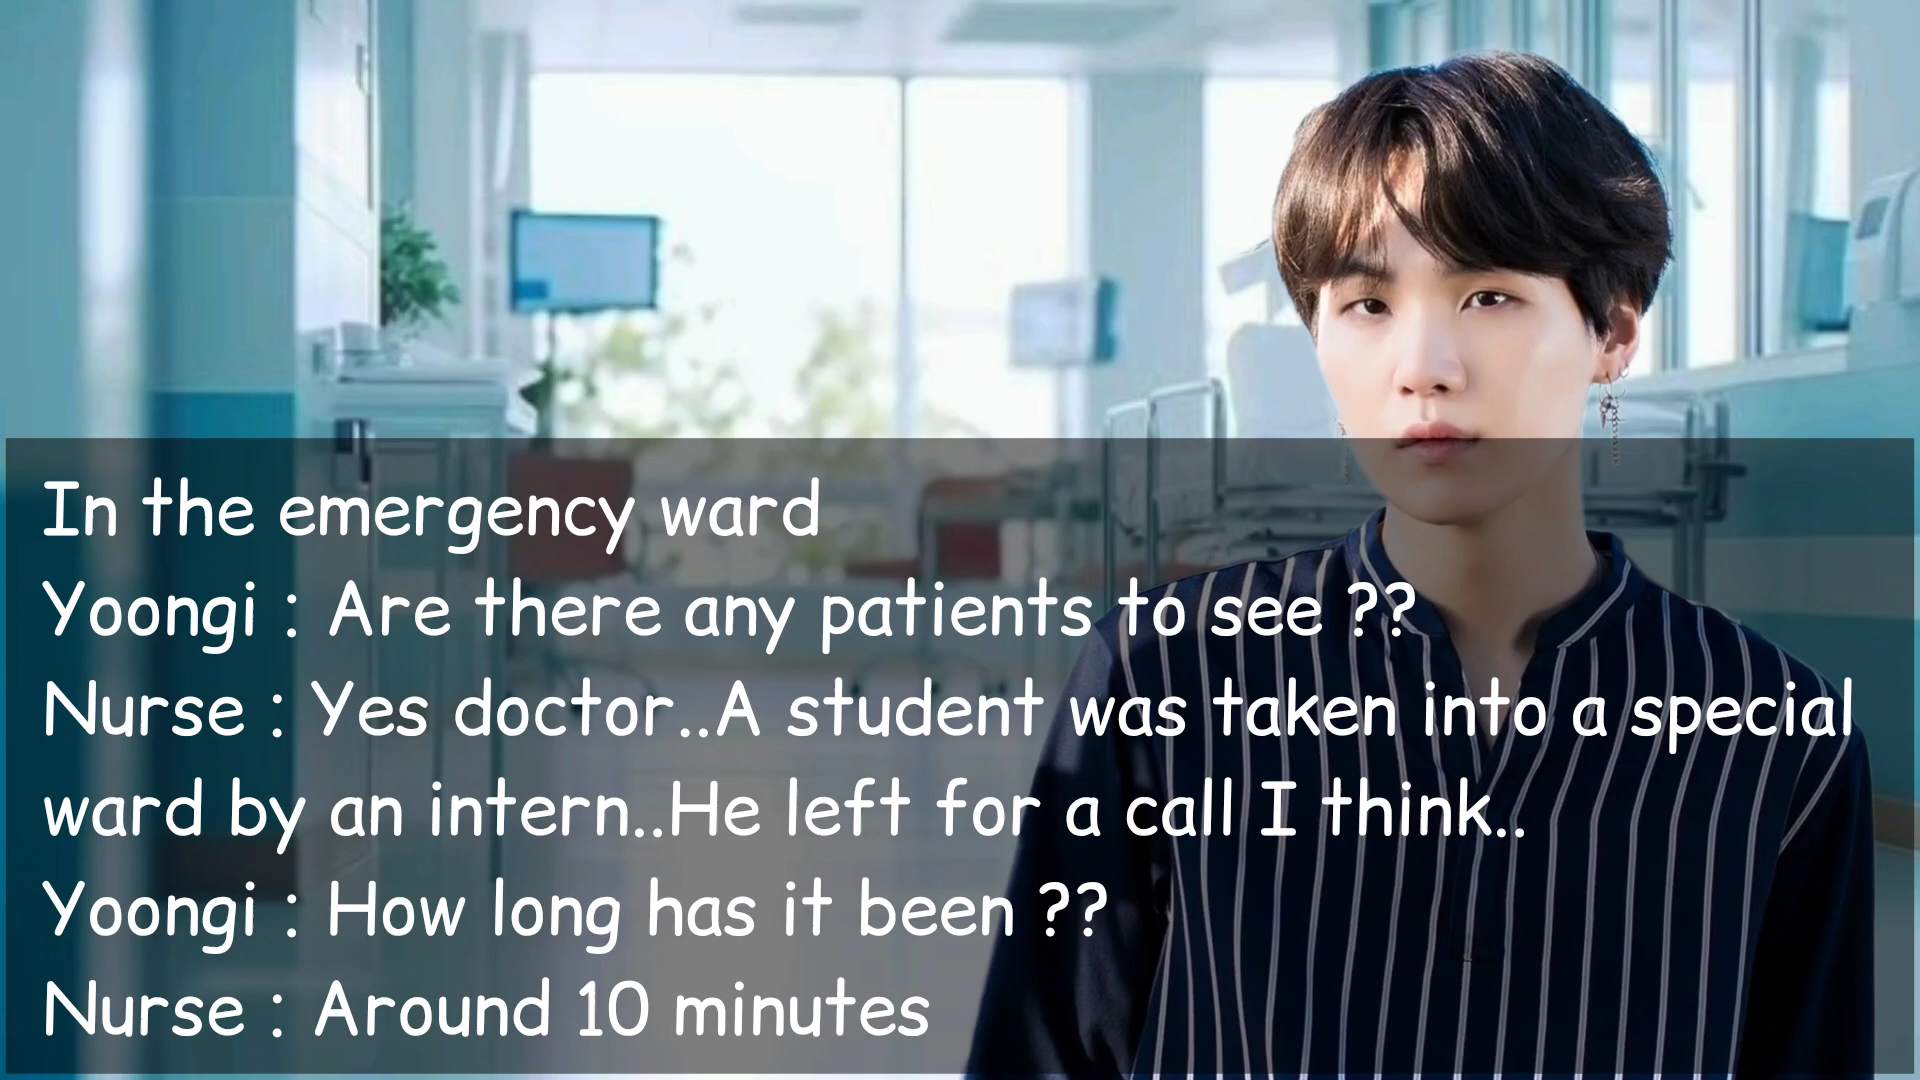 In the emergency ward
Yoongi : Are there any patients to see ??
Nurse : Yes doctor..A student was taken into a special
ward by an intern..He left for a call I think..
Yoongi : How long has it been ??
Nurse : Around 10 minutes